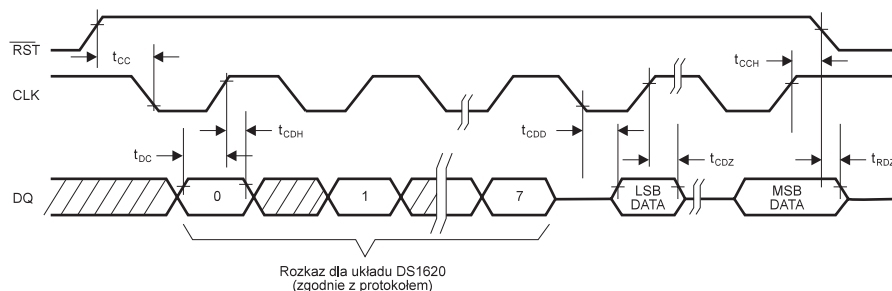 RST
tCC
tCCH
CLK
tCDH
tDC
tCDD
tCDZ
tRDZ
DQ
0
1
7
LSB
DATA
MSB
DATA
Rozkaz dla układu DS1620
(zgodnie z protokołem)